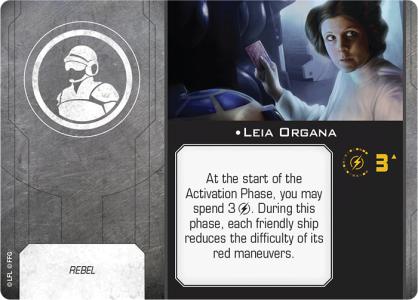 • LEIA ORGANA
3
At the start of the
Activation Phase, you may
spend 3 . During this
phase, each friendly ship
reduces the difficulty of its
red maneuvers.
REBEL
© LFL © FFG